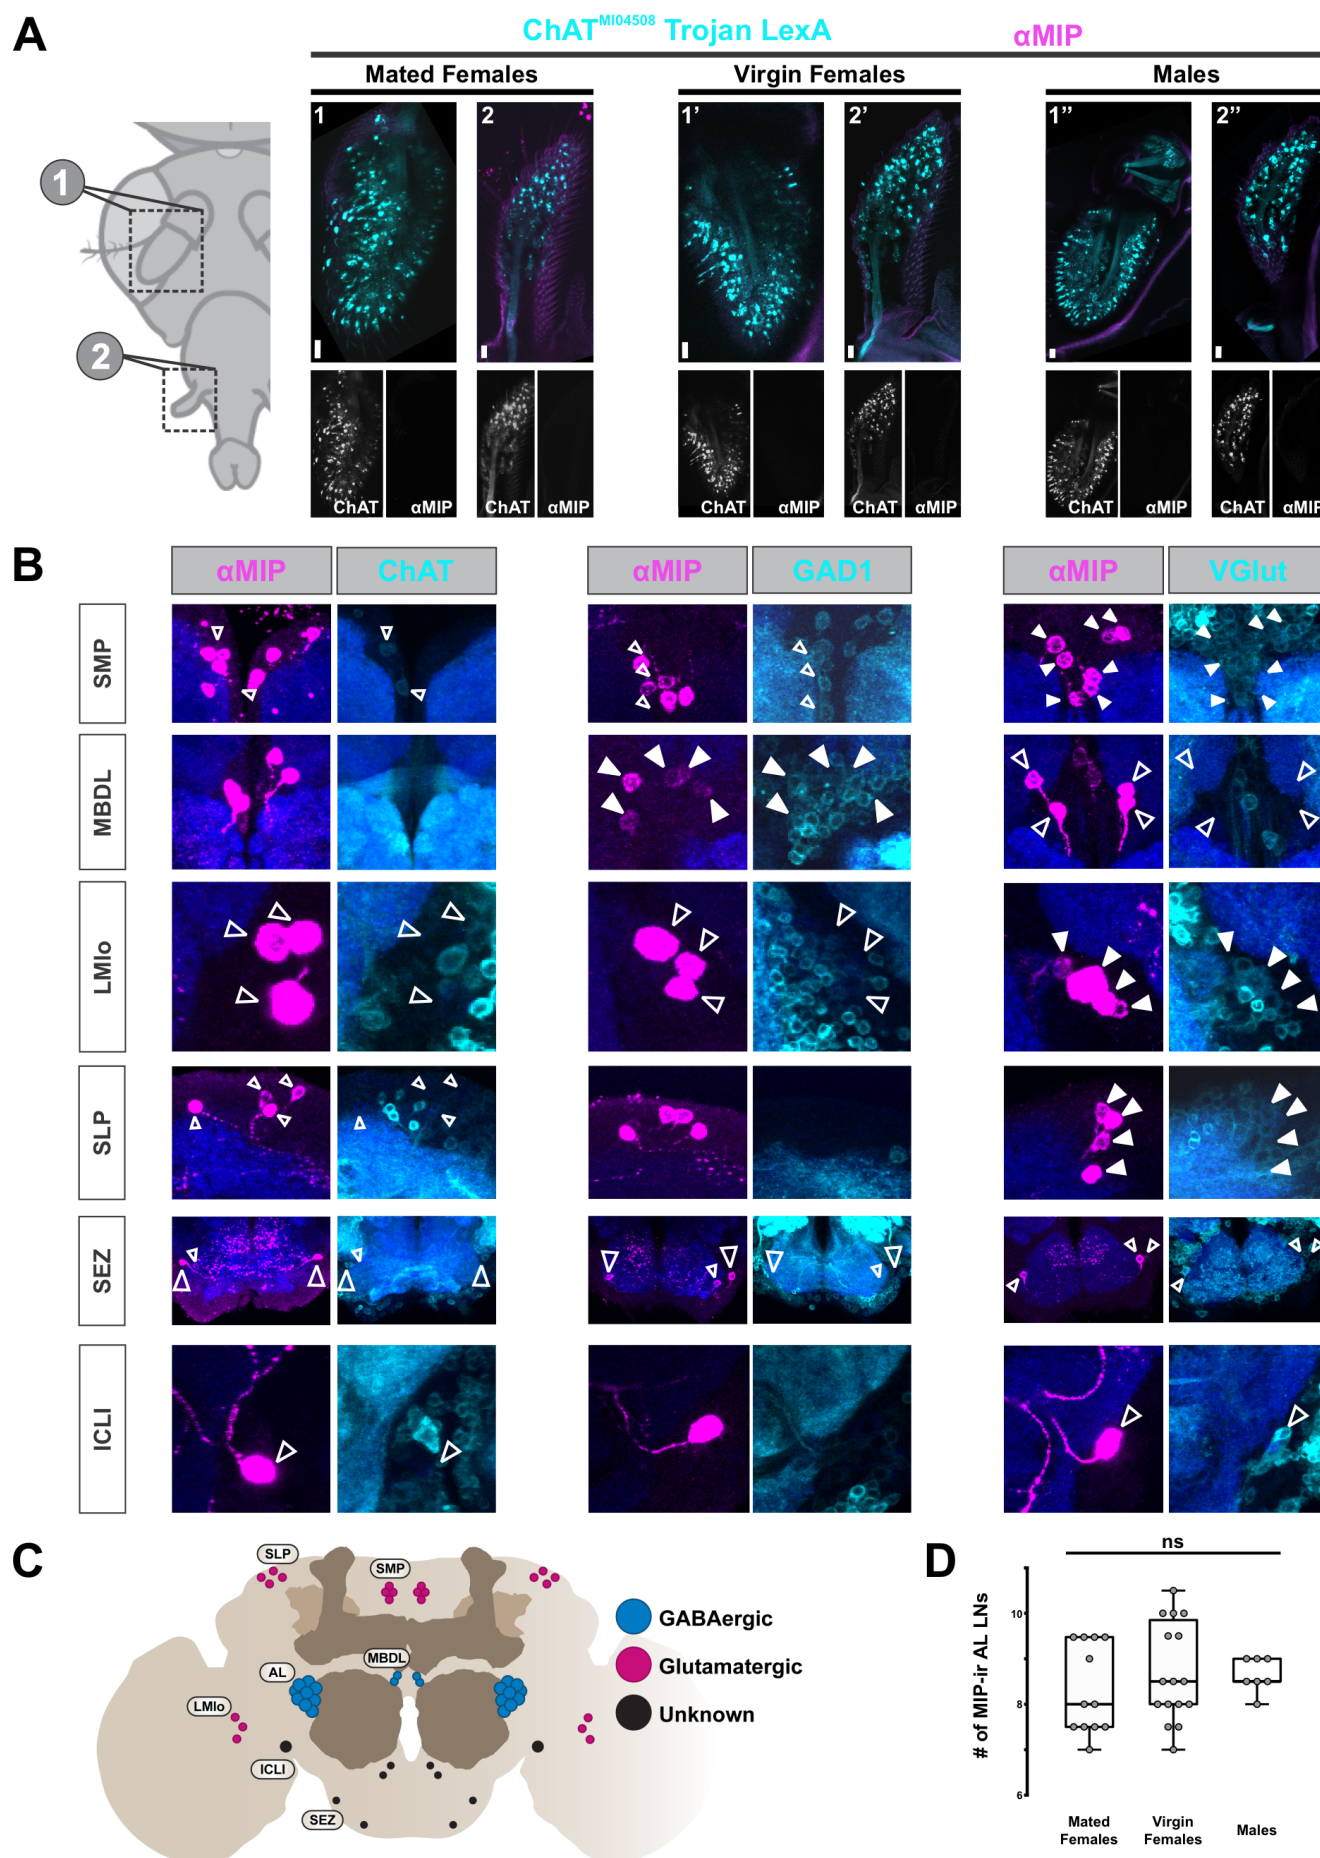 A
ChAT^MI04508 Trojan LexA
αMIP
Mated Females
Virgin Females
Males
1
2
1
2
1'
2'
1''
2''
ChAT
αMIP
ChAT
αMIP
ChAT
αMIP
ChAT
αMIP
ChAT
αMIP
ChAT
αMIP
B
αMIP
ChAT
αMIP
GAD1
αMIP
VGlut
SMP
MBDL
LMIo
SLP
SEZ
ICLI
C
SLP
SMP
AL
MBDL
LMIo
ICLI
SEZ
GABAergic
Glutamatergic
Unknown
D
ns
# of MIP-ir AL LNs
10
8
6
Mated
Females
Virgin
Females
Males